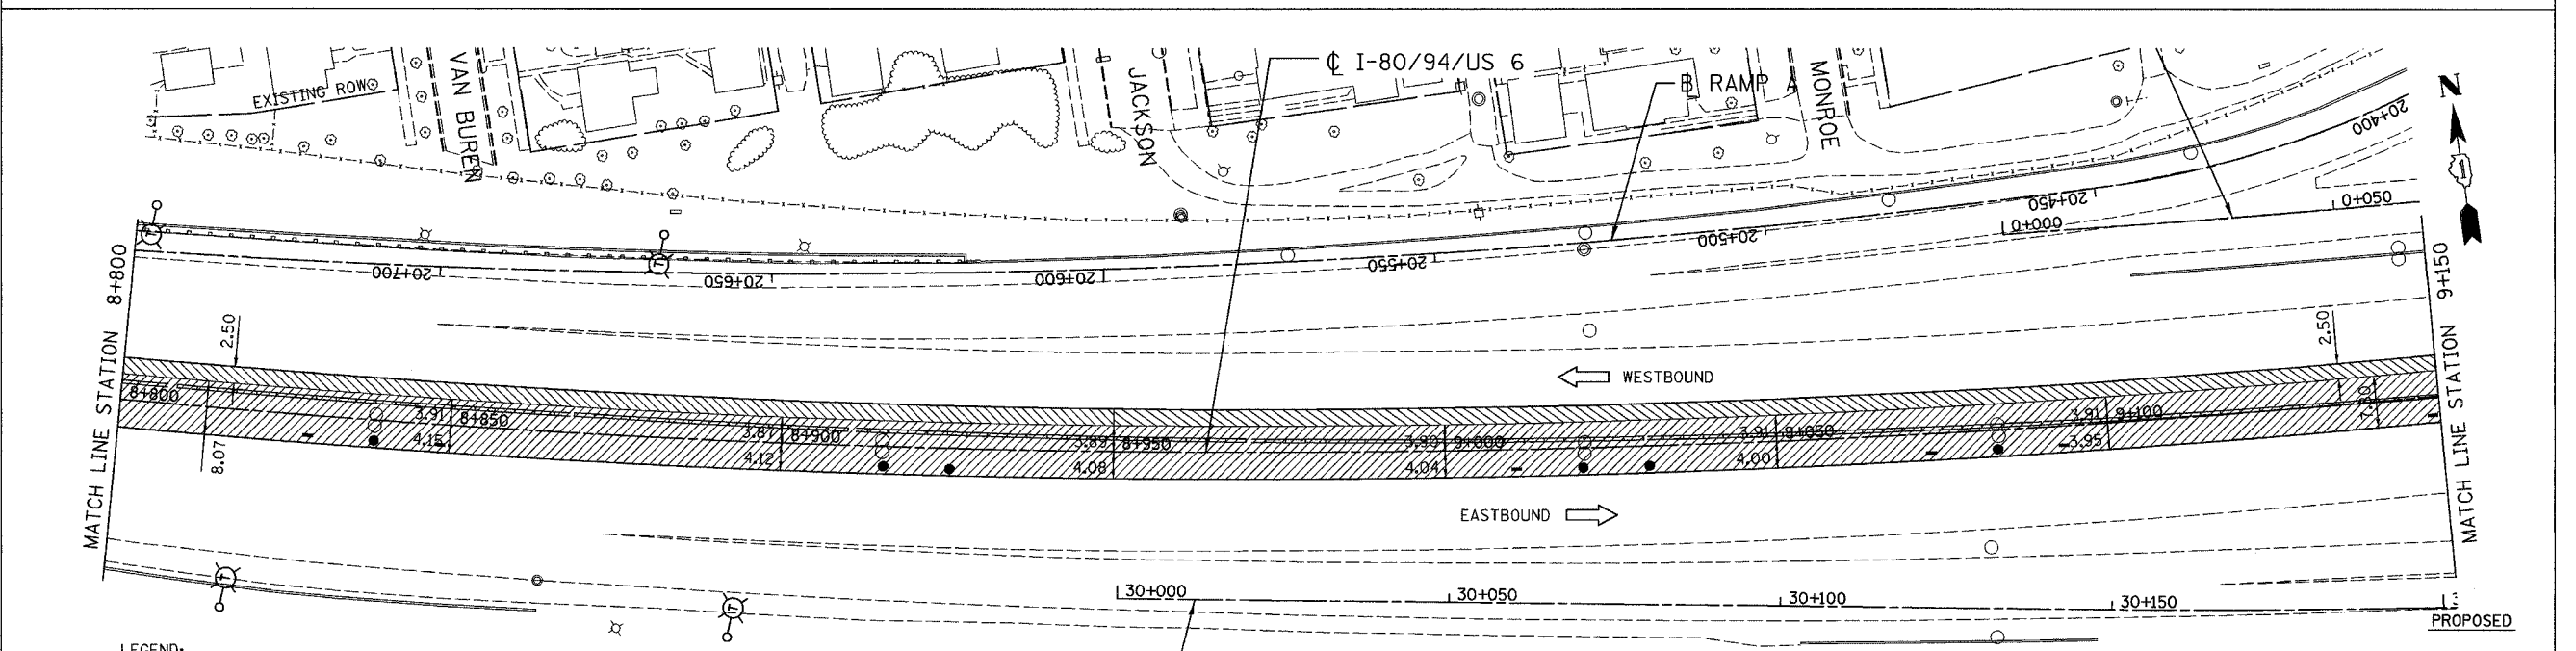 ℄ I-80/94/US 6
B RAMP A
VAN BUREN
JACKSON
MONROE
EXISTING ROW
N
20+400
20+450
0+050
0+000
20+500
20+550
20+600
20+650
20+700
MATCH LINE STATION 8+800
MATCH LINE STATION 9+150
2.50
2.50
WESTBOUND
8+800
8.07
3.91
8+850
4.15
3.87
8+900
4.12
3.89
8+950
4.08
3.90
9+000
4.04
3.91
9+050
4.00
3.91
9+100
3.95
EASTBOUND
30+000
30+050
30+100
30+150
PROPOSED
LEGEND: